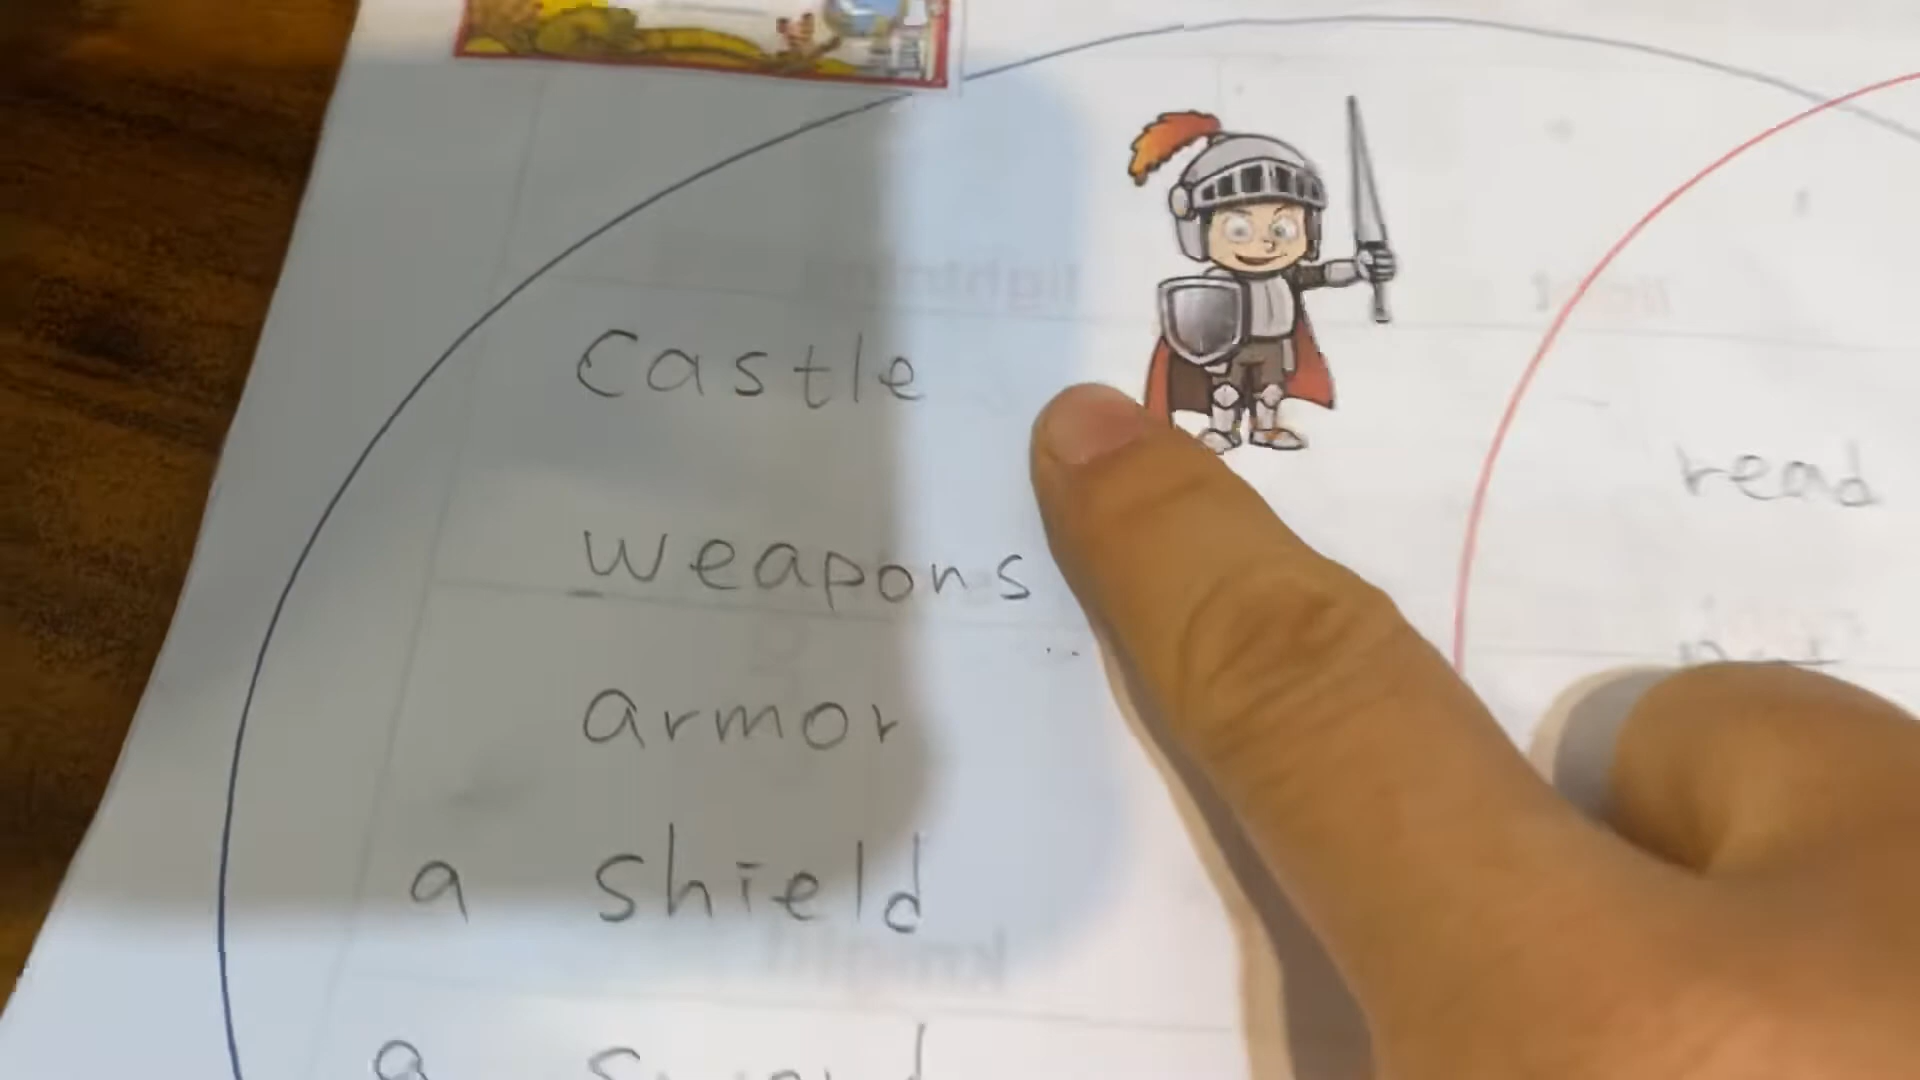 castle
weapons
read
armor
a shield
a